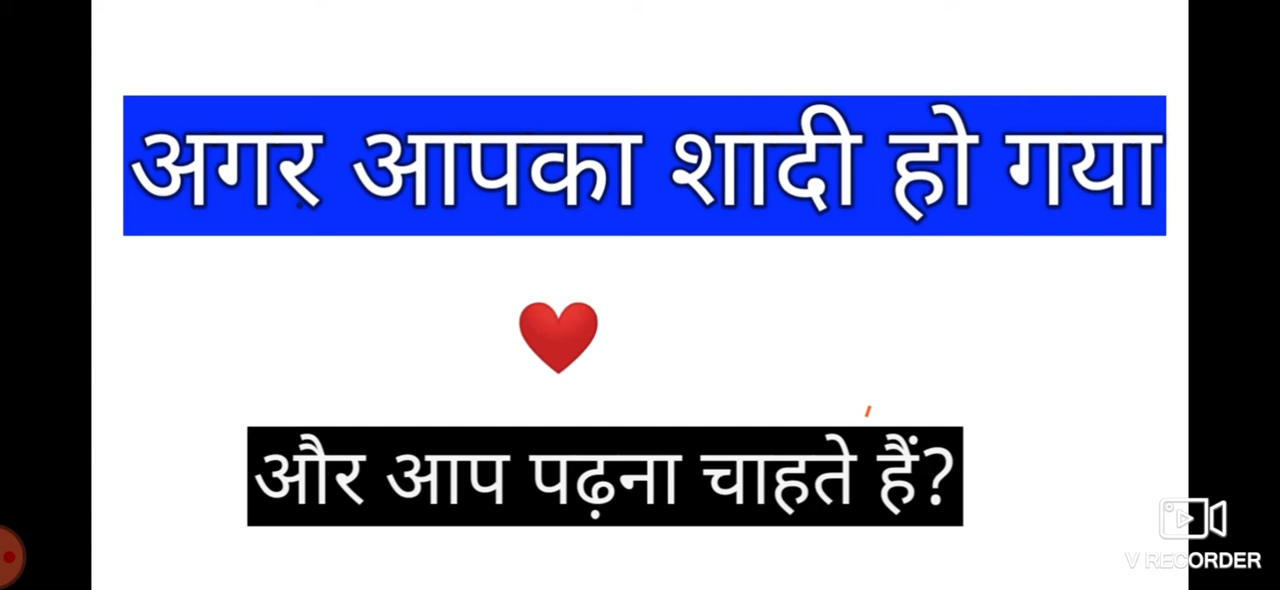 अगर आपका शादी हो गया
और आप पढ़ना चाहते हैं?
V RECORDER